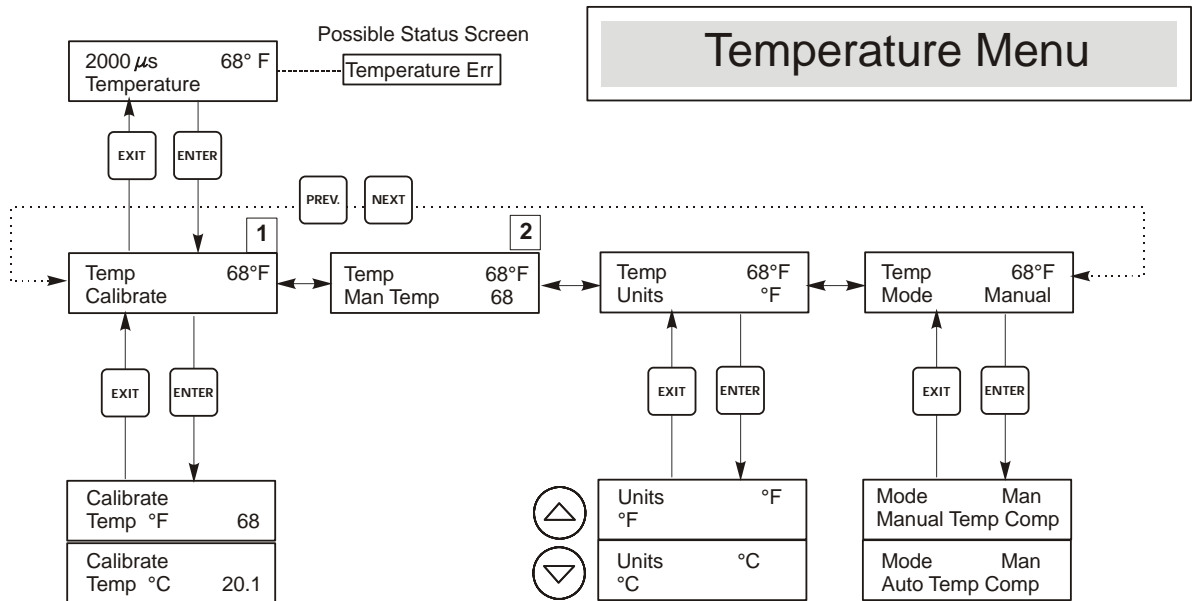 Possible Status Screen
Temperature Menu
2000 μs 68° F
Temperature
Temperature Err
EXIT ENTER
PREV. NEXT
1 2
Temp 68°F
Calibrate
Temp 68°F
Man Temp 68
Temp 68°F
Units °F
Temp 68°F
Mode Manual
EXIT ENTER
EXIT ENTER
EXIT ENTER
Calibrate
Temp °F 68
Calibrate
Temp °C 20.1
Units °F
°F
Units °C
°C
Mode Man
Manual Temp Comp
Mode Man
Auto Temp Comp